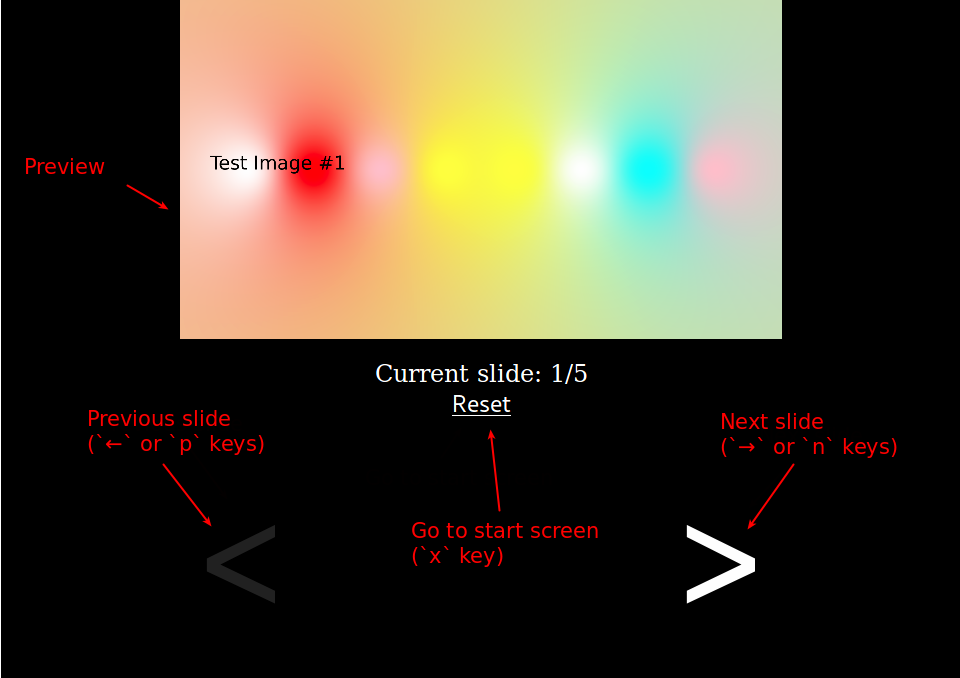 Test Image #1
Preview
Current slide: 1/5
Reset
Previous slide
(`←` or `p` keys)
Next slide
(`→` or `n` keys)
Go to start screen
(`x` key)
<
>